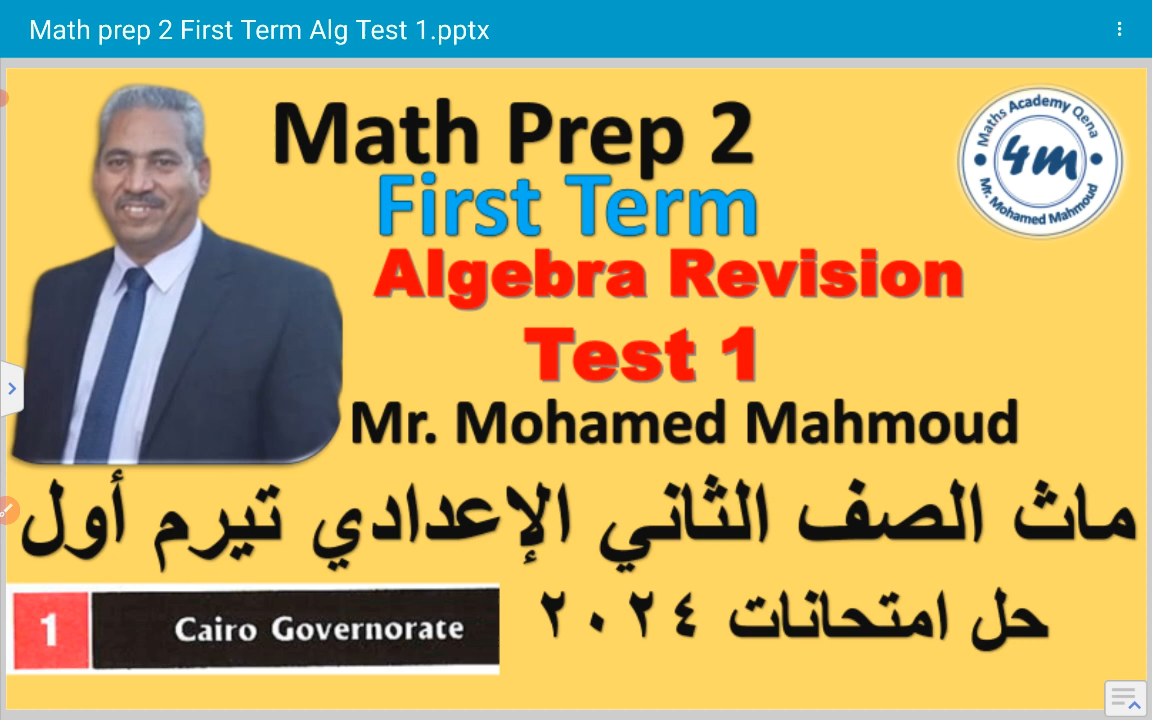 Math prep 2 First Term Alg Test 1.pptx
Math Prep 2
First Term
Algebra Revision
Test 1
Mr. Mohamed Mahmoud
Maths Academy Qena
4m
Mr. Mohamed Mahmoud
ماث الصف الثاني الإعدادي تيرم أول
حل امتحانات ٢٠٢٤
1 Cairo Governorate